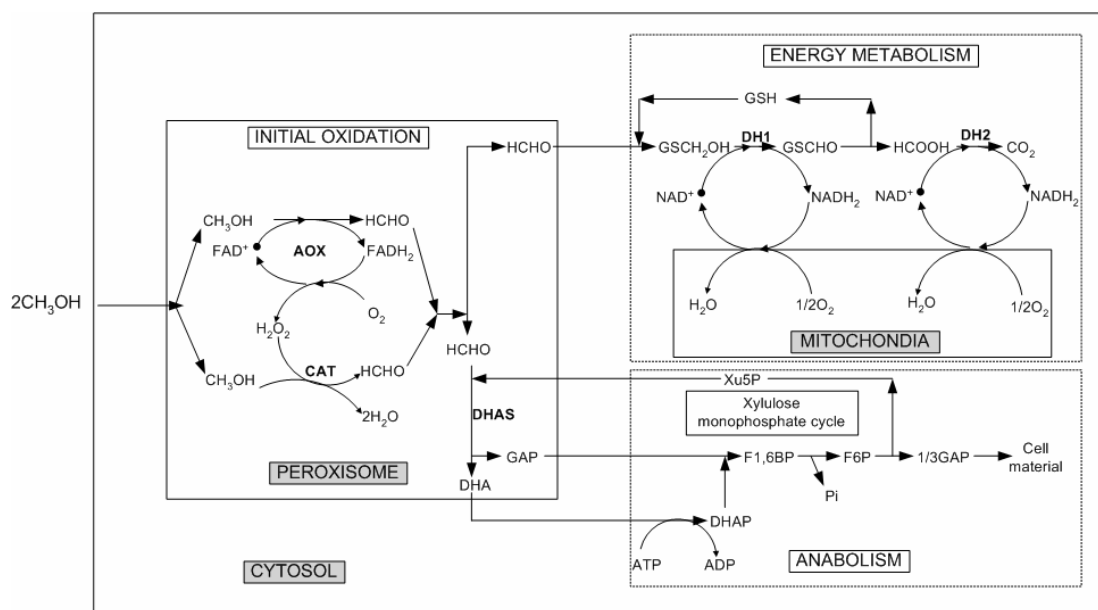 ENERGY METABOLISM
GSH
INITIAL OXIDATION
HCHO
GSCH₂OH
DH1
GSCHO
HCOOH
DH2
CO₂
NAD⁺
NADH₂
NAD⁺
NADH₂
CH₃OH
HCHO
FAD⁺
AOX
FADH₂
2CH₃OH
H₂O
1/2O₂
H₂O
1/2O₂
O₂
H₂O₂
MITOCHONDIA
HCHO
CH₃OH
CAT
HCHO
Xu5P
2H₂O
DHAS
Xylulose
monophosphate cycle
PEROXISOME
GAP
F1,6BP
F6P
1/3GAP
Cell
material
DHA
Pi
DHAP
ATP
ADP
ANABOLISM
CYTOSOL